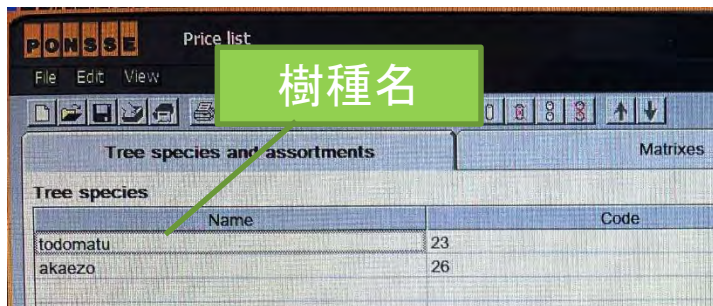 PONSSE Price list
樹種名
File Edit View
Tree species and assortments Matrixes
Tree species
Name Code
todomatu 23
akaezo 26